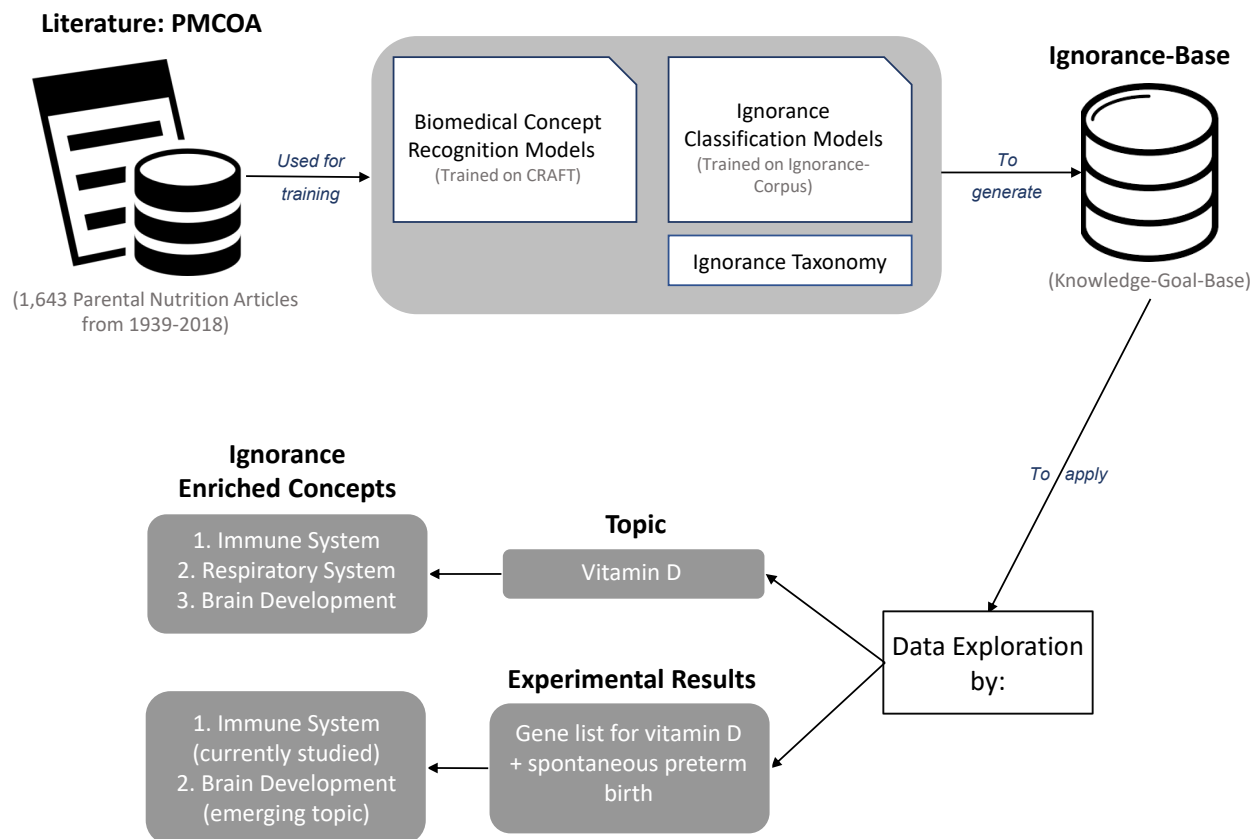 Literature: PMCOA
(1,643 Parental Nutrition Articles
from 1939-2018)
Used for
training
Biomedical Concept
Recognition Models
(Trained on CRAFT)
Ignorance
Classification Models
(Trained on Ignorance-
Corpus)
Ignorance Taxonomy
To
generate
Ignorance-Base
(Knowledge-Goal-Base)
To apply
Data Exploration
by:
Topic
Vitamin D
Ignorance
Enriched Concepts
1. Immune System
2. Respiratory System
3. Brain Development
Experimental Results
Gene list for vitamin D
+ spontaneous preterm
birth
1. Immune System
(currently studied)
2. Brain Development
(emerging topic)